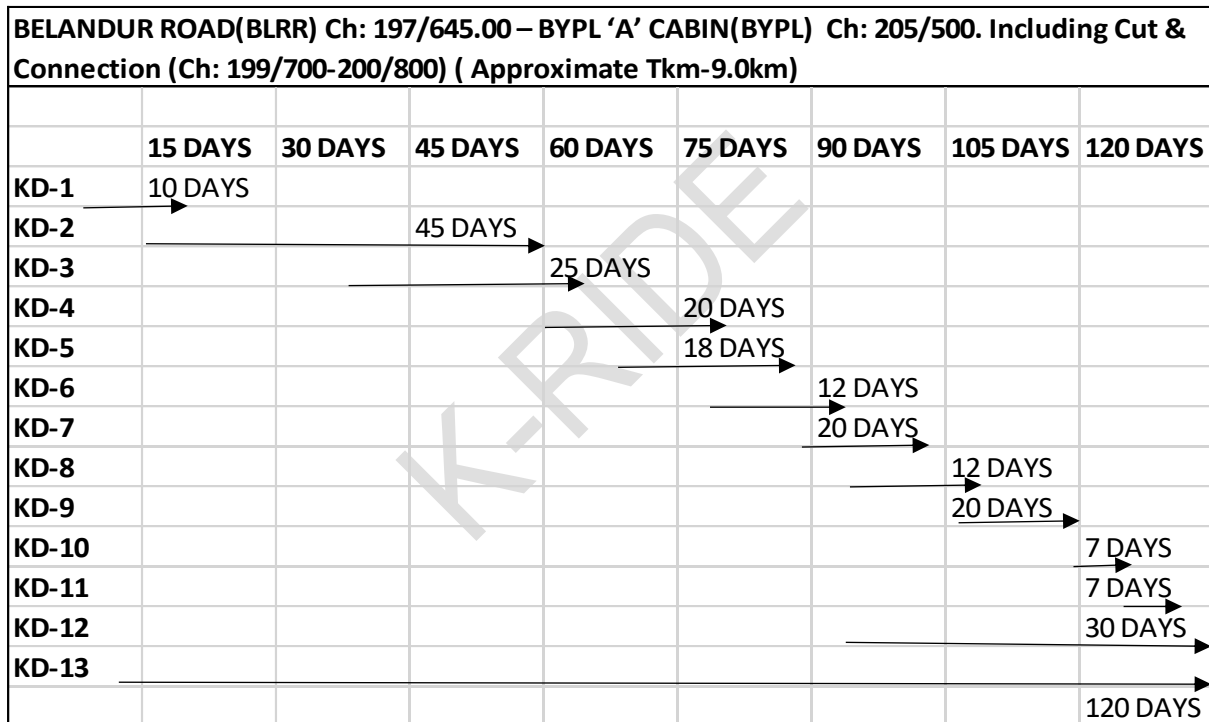 BELANDUR ROAD(BLRR) Ch: 197/645.00 – BYPL ‘A’ CABIN(BYPL) Ch: 205/500. Including Cut &
Connection (Ch: 199/700-200/800) ( Approximate Tkm-9.0km)
15 DAYS 30 DAYS 45 DAYS 60 DAYS 75 DAYS 90 DAYS 105 DAYS 120 DAYS
KD-1 10 DAYS
KD-2 45 DAYS
KD-3 25 DAYS
KD-4 20 DAYS
KD-5 18 DAYS
KD-6 12 DAYS
KD-7 20 DAYS
KD-8 12 DAYS
KD-9 20 DAYS
KD-10 7 DAYS
KD-11 7 DAYS
KD-12 30 DAYS
KD-13
120 DAYS
K-RIDE